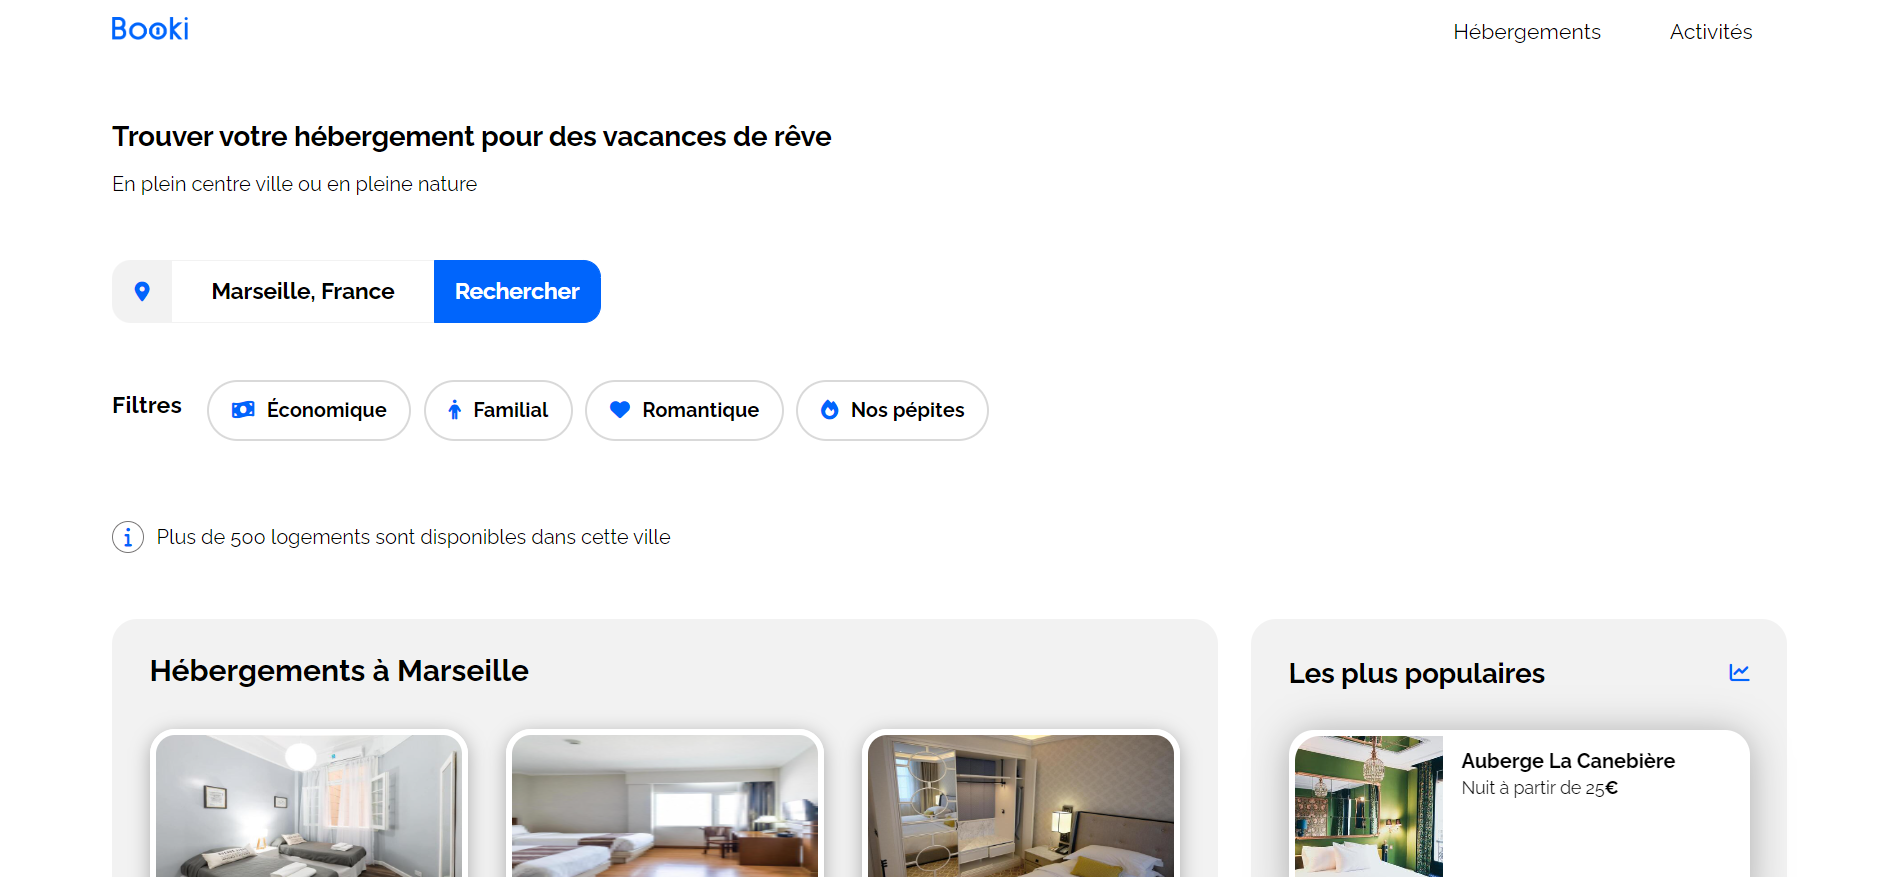 Booki
Hébergements
Activités
Trouver votre hébergement pour des vacances de rêve
En plein centre ville ou en pleine nature
Marseille, France
Rechercher
Filtres
Économique
Familial
Romantique
Nos pépites
Plus de 500 logements sont disponibles dans cette ville
Hébergements à Marseille
Les plus populaires
Auberge La Canebière
Nuit à partir de 25€